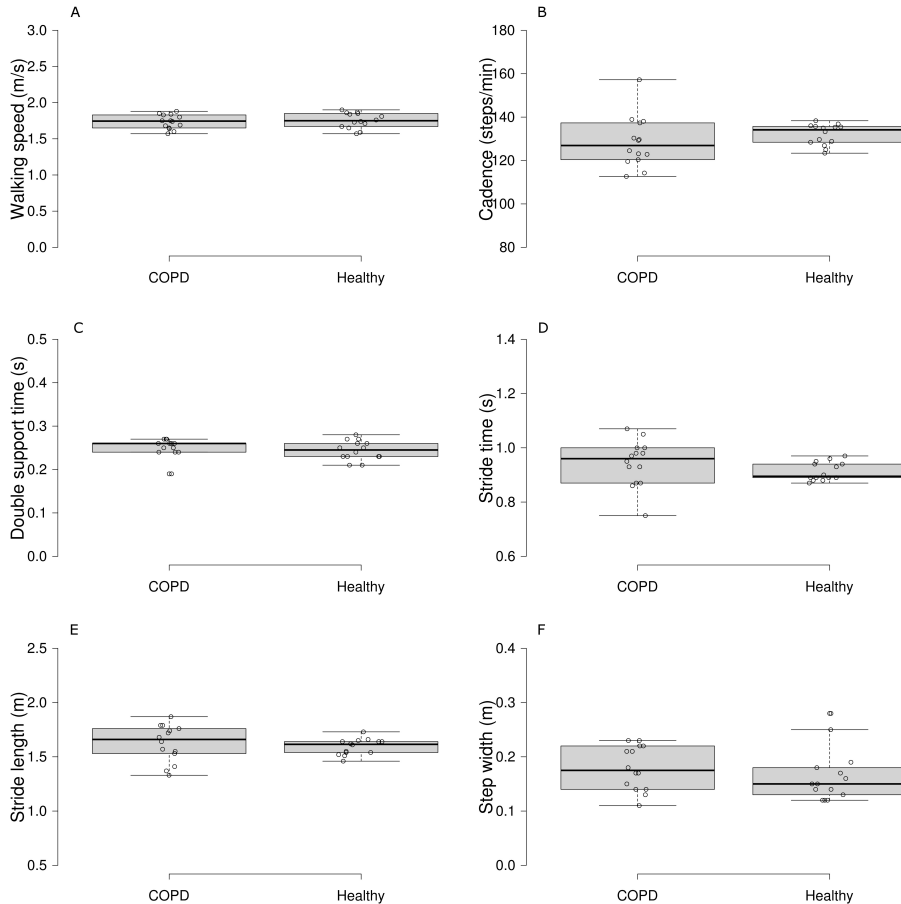 A
Walking speed (m/s)
3.0
2.5
2.0
1.5
1.0
0.5
0.0
COPD Healthy
B
Cadence (steps/min)
180
160
140
120
100
80
COPD Healthy
C
Double support time (s)
0.5
0.4
0.3
0.2
0.1
0.0
COPD Healthy
D
Stride time (s)
1.4
1.2
1.0
0.8
0.6
COPD Healthy
E
Stride length (m)
2.5
2.0
1.5
1.0
0.5
COPD Healthy
F
Step width (m)
0.4
0.3
0.2
0.1
0.0
COPD Healthy